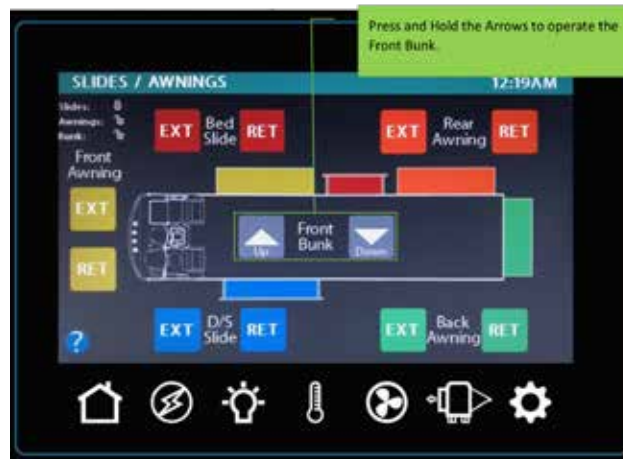 Press and Hold the Arrows to operate the
Front Bunk.
SLIDES / AWNINGS 12:19AM
Slides:
Awnings:
Bunk:
EXT Bed Slide RET
EXT Rear Awning RET
Front
Awning
EXT
RET
Up
Front
Bunk
Down
EXT D/S Slide RET
EXT Back Awning RET
?